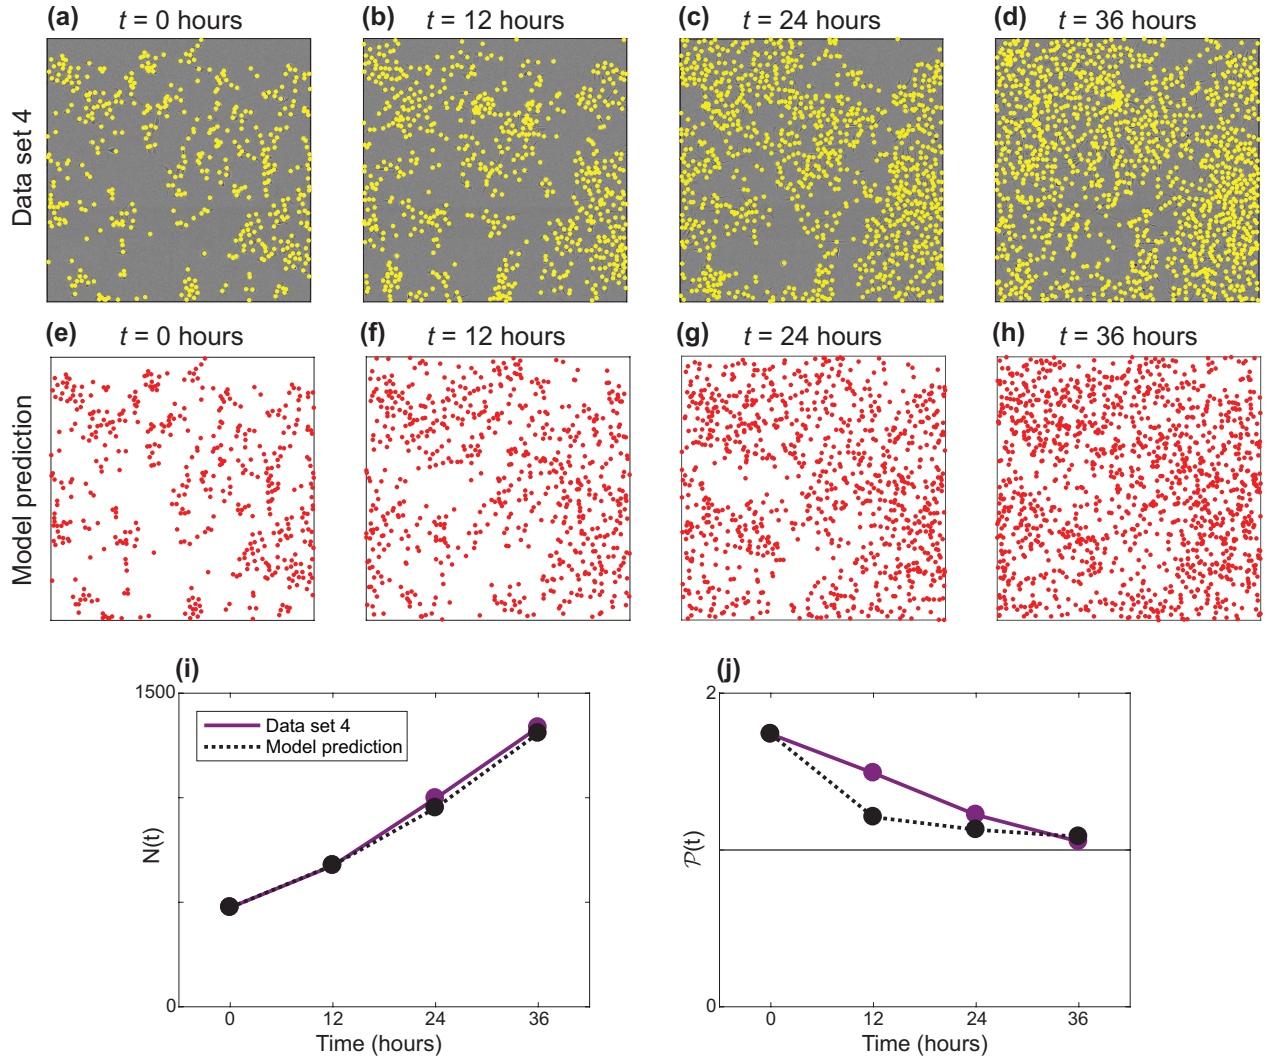 (a) t = 0 hours (b) t = 12 hours (c) t = 24 hours (d) t = 36 hours
Data set 4
(e) t = 0 hours (f) t = 12 hours (g) t = 24 hours (h) t = 36 hours
Model prediction
(i)
1500
N(t)
0
Data set 4
Model prediction
0 12 24 36
Time (hours)
(j)
2
𝒫(t)
0
0 12 24 36
Time (hours)